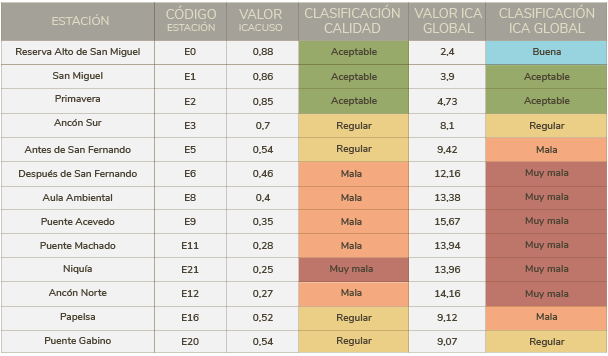 ESTACIÓN CÓDIGO ESTACIÓN VALOR ICACUSO CLASIFICACIÓN CALIDAD VALOR ICA GLOBAL CLASIFICACIÓN ICA GLOBAL
Reserva Alto de San Miguel E0 0,88 Aceptable 2,4 Buena
San Miguel E1 0,86 Aceptable 3,9 Aceptable
Primavera E2 0,85 Aceptable 4,73 Aceptable
Ancón Sur E3 0,7 Regular 8,1 Regular
Antes de San Fernando E5 0,54 Regular 9,42 Mala
Después de San Fernando E6 0,46 Mala 12,16 Muy mala
Aula Ambiental E8 0,4 Mala 13,38 Muy mala
Puente Acevedo E9 0,35 Mala 15,67 Muy mala
Puente Machado E11 0,28 Mala 13,94 Muy mala
Niquía E21 0,25 Muy mala 13,96 Muy mala
Ancón Norte E12 0,27 Mala 14,16 Muy mala
Papelsa E16 0,52 Regular 9,12 Mala
Puente Gabino E20 0,54 Regular 9,07 Regular